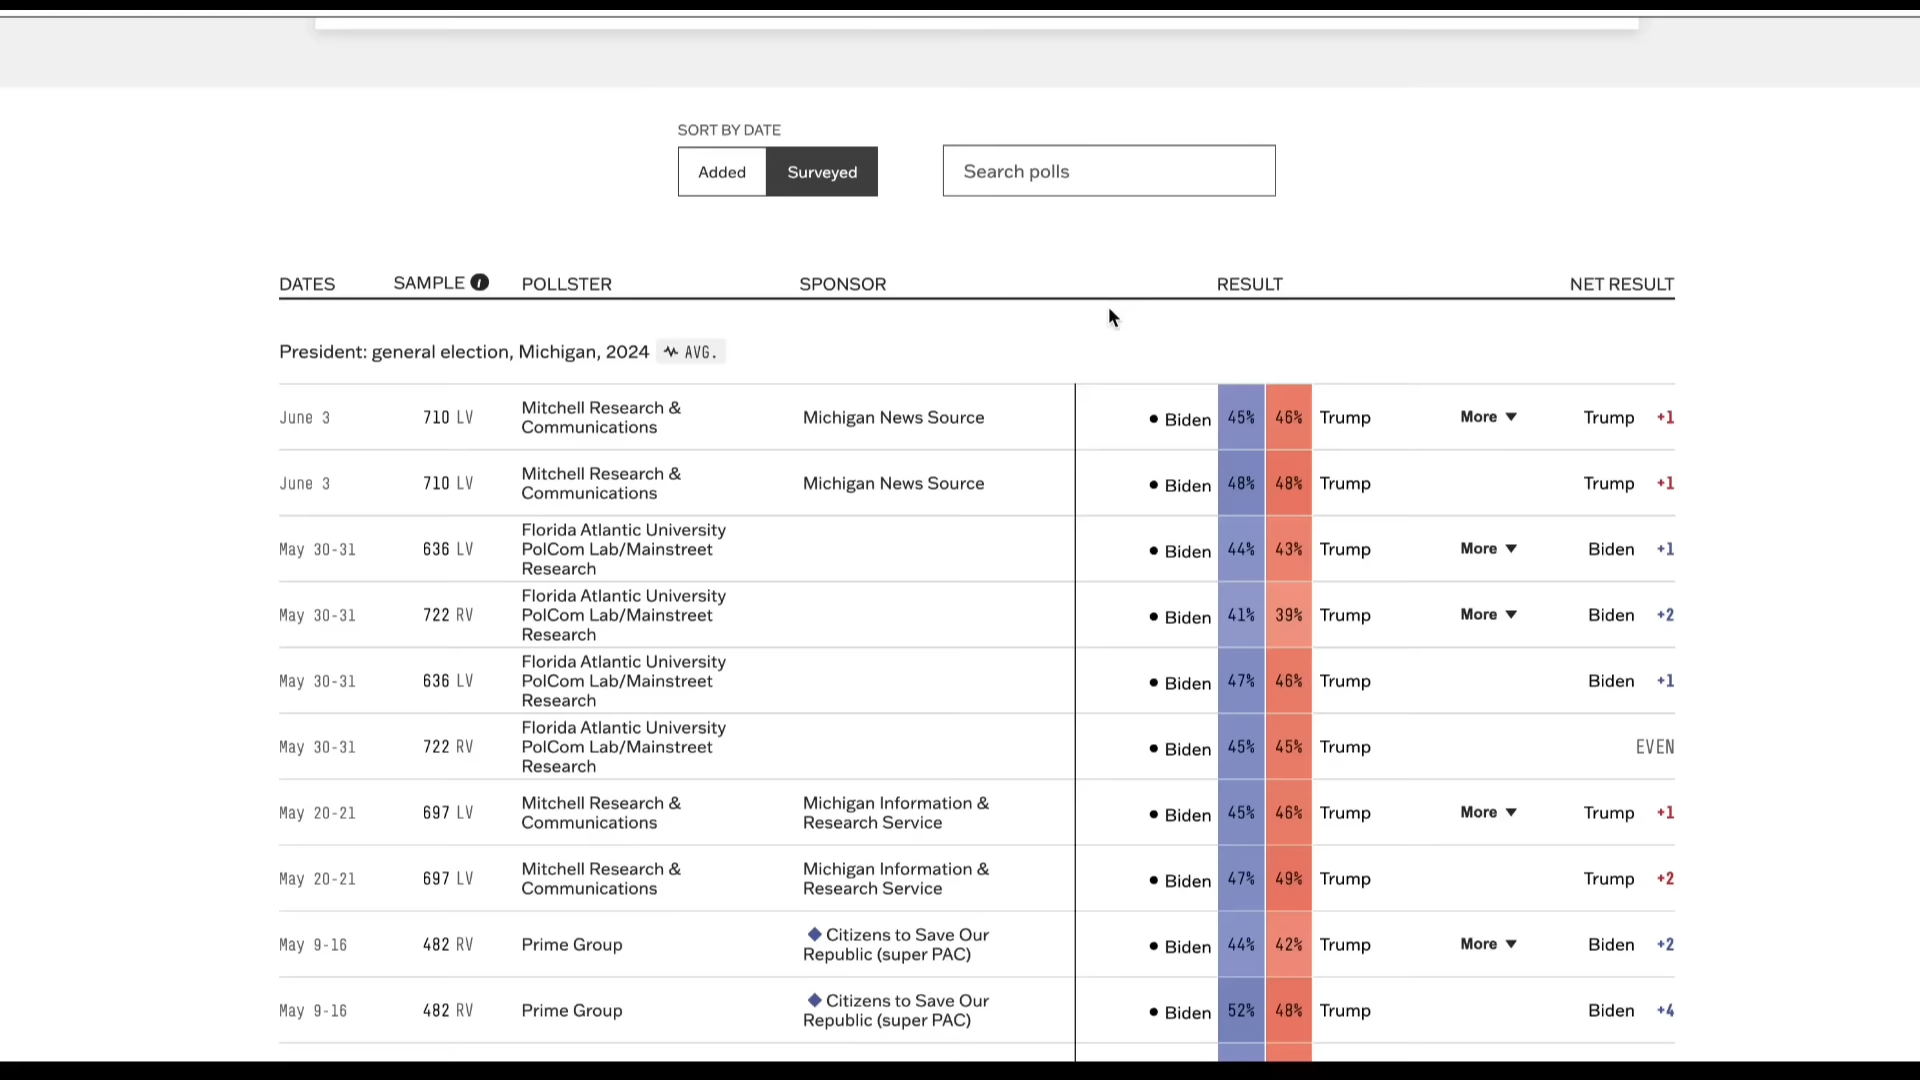 SORT BY DATE
Added Surveyed Search polls
DATES SAMPLE i POLLSTER SPONSOR RESULT NET RESULT
President: general election, Michigan, 2024 AVG.
June 3 710 LV Mitchell Research & Communications Michigan News Source Biden 45% 46% Trump More ▼ Trump +1
June 3 710 LV Mitchell Research & Communications Michigan News Source Biden 48% 48% Trump Trump +1
May 30-31 636 LV Florida Atlantic University PolCom Lab/Mainstreet Research Biden 44% 43% Trump More ▼ Biden +1
May 30-31 722 RV Florida Atlantic University PolCom Lab/Mainstreet Research Biden 41% 39% Trump More ▼ Biden +2
May 30-31 636 LV Florida Atlantic University PolCom Lab/Mainstreet Research Biden 47% 46% Trump Biden +1
May 30-31 722 RV Florida Atlantic University PolCom Lab/Mainstreet Research Biden 45% 45% Trump EVEN
May 20-21 697 LV Mitchell Research & Communications Michigan Information & Research Service Biden 45% 46% Trump More ▼ Trump +1
May 20-21 697 LV Mitchell Research & Communications Michigan Information & Research Service Biden 47% 49% Trump Trump +2
May 9-16 482 RV Prime Group Citizens to Save Our Republic (super PAC) Biden 44% 42% Trump More ▼ Biden +2
May 9-16 482 RV Prime Group Citizens to Save Our Republic (super PAC) Biden 52% 48% Trump Biden +4